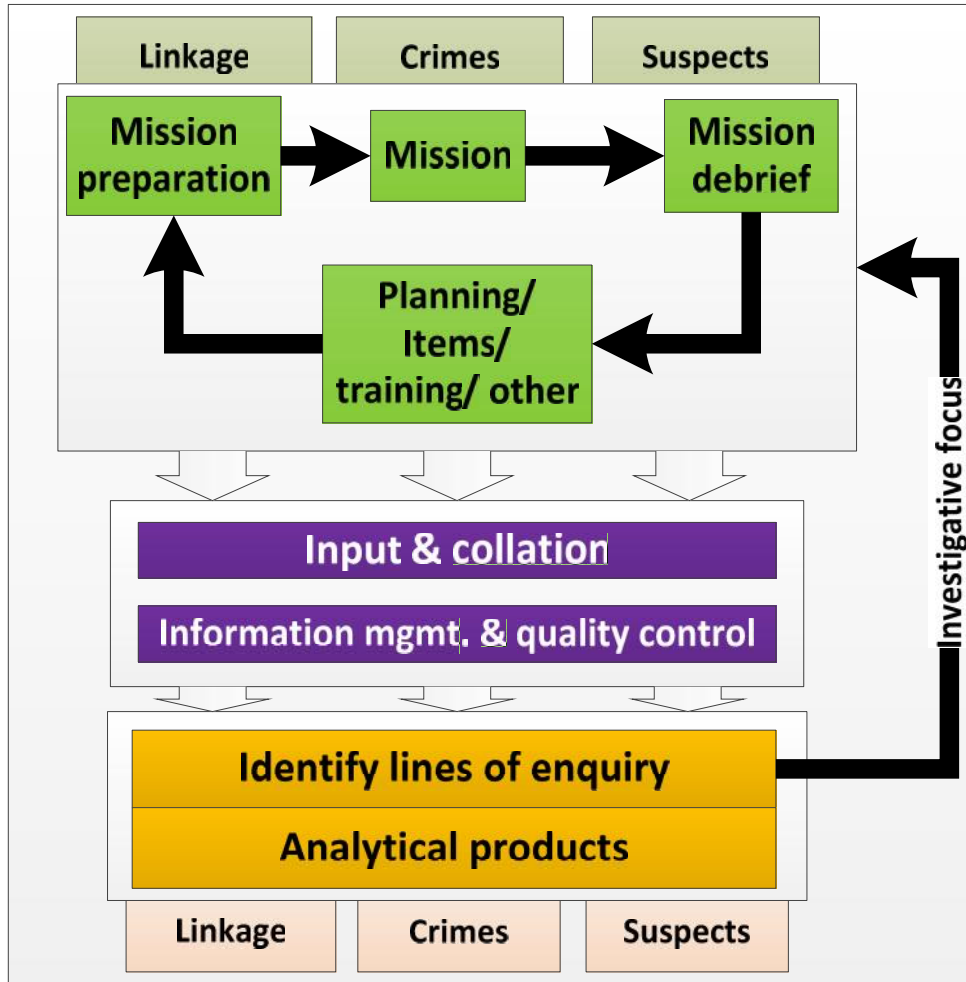 Linkage
Crimes
Suspects
Mission
preparation
Mission
Mission
debrief
Planning/
Items/
training/ other
Investigative focus
Input & collation
Information mgmt. & quality control
Identify lines of enquiry
Analytical products
Linkage
Crimes
Suspects